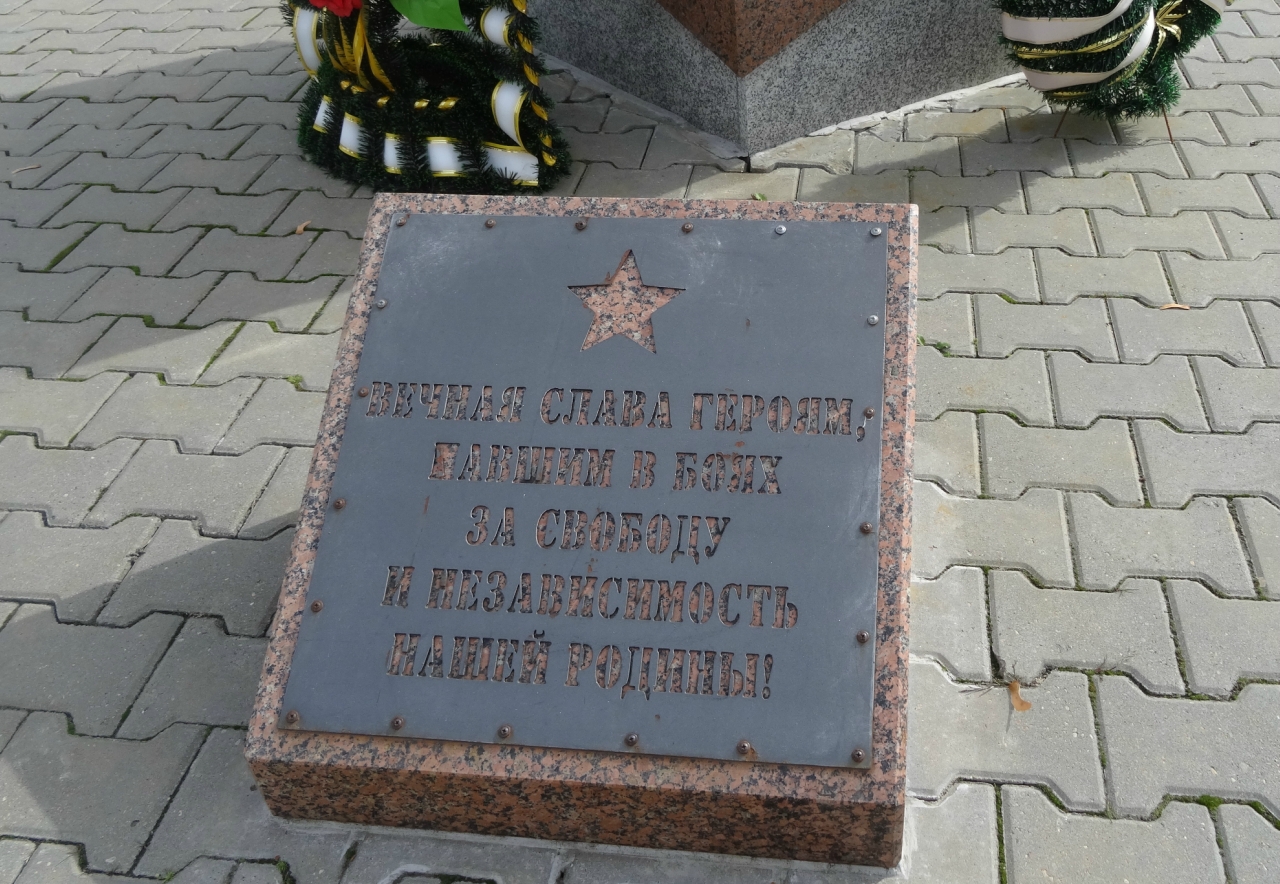 ВЕЧНАЯ СЛАВА ГЕРОЯМ,
ПАВШИМ В БОЯХ
ЗА СВОБОДУ
И НЕЗАВИСИМОСТЬ
НАШЕЙ РОДИНЫ!